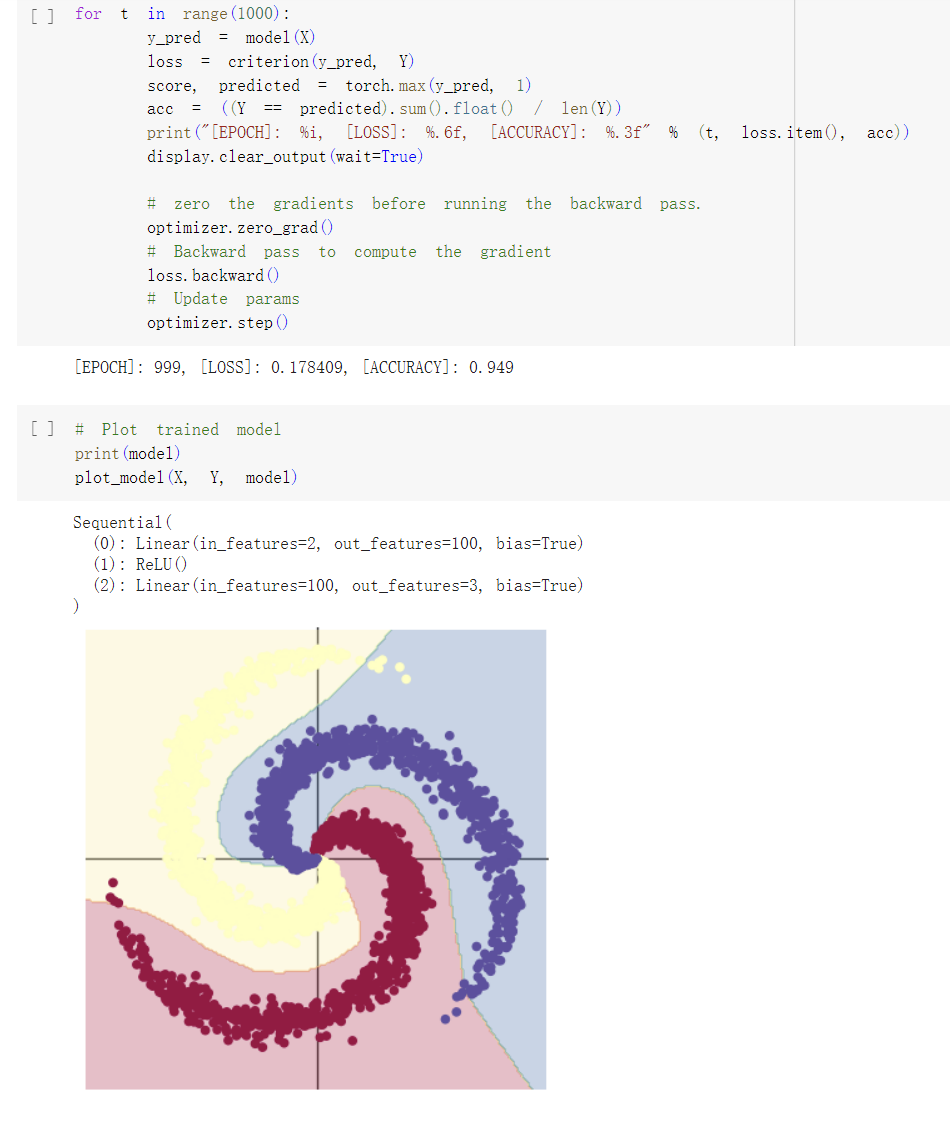 [ ] for t in range(1000):
y_pred = model(X)
loss = criterion(y_pred, Y)
score, predicted = torch.max(y_pred, 1)
acc = ((Y == predicted).sum().float() / len(Y))
print("[EPOCH]: %i, [LOSS]: %.6f, [ACCURACY]: %.3f" % (t, loss.item(), acc))
display.clear_output(wait=True)
# zero the gradients before running the backward pass.
optimizer.zero_grad()
# Backward pass to compute the gradient
loss.backward()
# Update params
optimizer.step()
[EPOCH]: 999, [LOSS]: 0.178409, [ACCURACY]: 0.949
[ ] # Plot trained model
print(model)
plot_model(X, Y, model)
Sequential(
(0): Linear(in_features=2, out_features=100, bias=True)
(1): ReLU()
(2): Linear(in_features=100, out_features=3, bias=True)
)